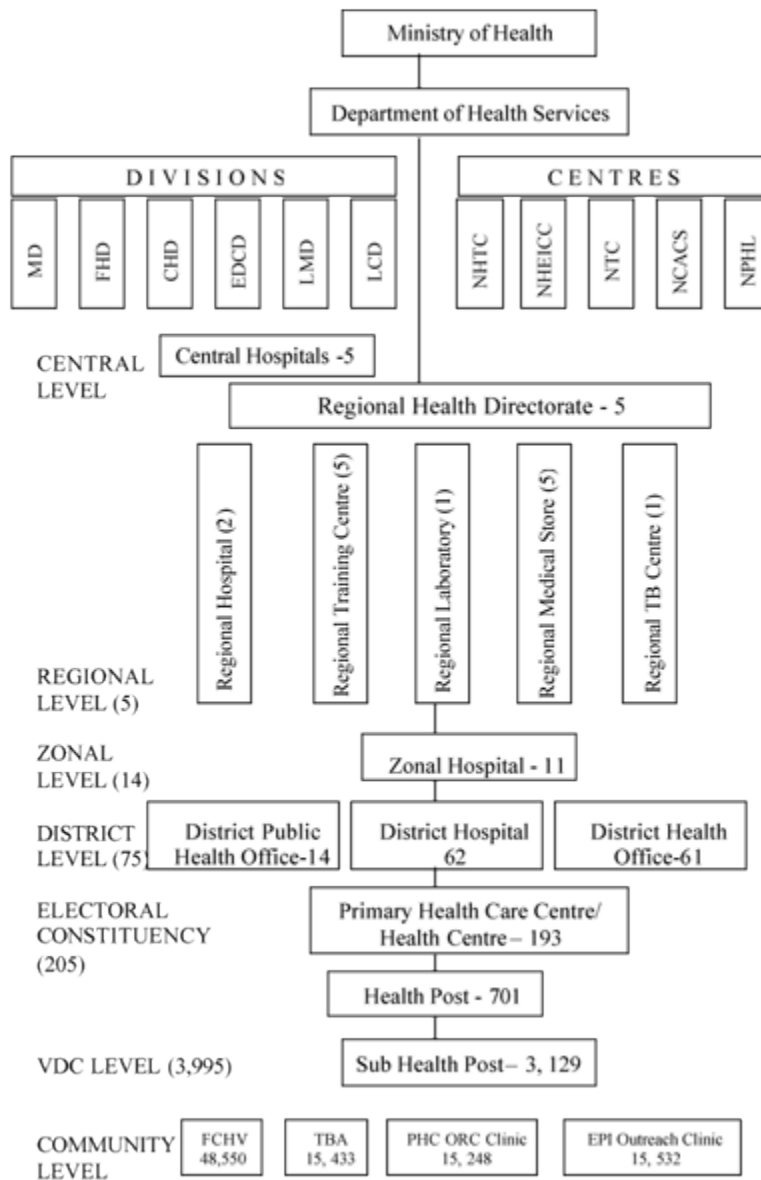 Ministry of Health
Department of Health Services
DIVISIONS
CENTRES
MD
FHD
CHD
EDCD
LMD
LCD
NHTC
NHEICC
NTC
NCACS
NPHL
CENTRAL
LEVEL
Central Hospitals -5
Regional Health Directorate - 5
Regional Hospital (2)
Regional Training Centre (5)
Regional Laboratory (1)
Regional Medical Store (5)
Regional TB Centre (1)
REGIONAL
LEVEL (5)
ZONAL
LEVEL (14)
Zonal Hospital - 11
DISTRICT
LEVEL (75)
District Public
Health Office-14
District Hospital
62
District Health
Office-61
ELECTORAL
CONSTITUENCY
(205)
Primary Health Care Centre/
Health Centre – 193
Health Post - 701
VDC LEVEL (3,995)
Sub Health Post– 3, 129
COMMUNITY
LEVEL
FCHV
48,550
TBA
15, 433
PHC ORC Clinic
15, 248
EPI Outreach Clinic
15, 532